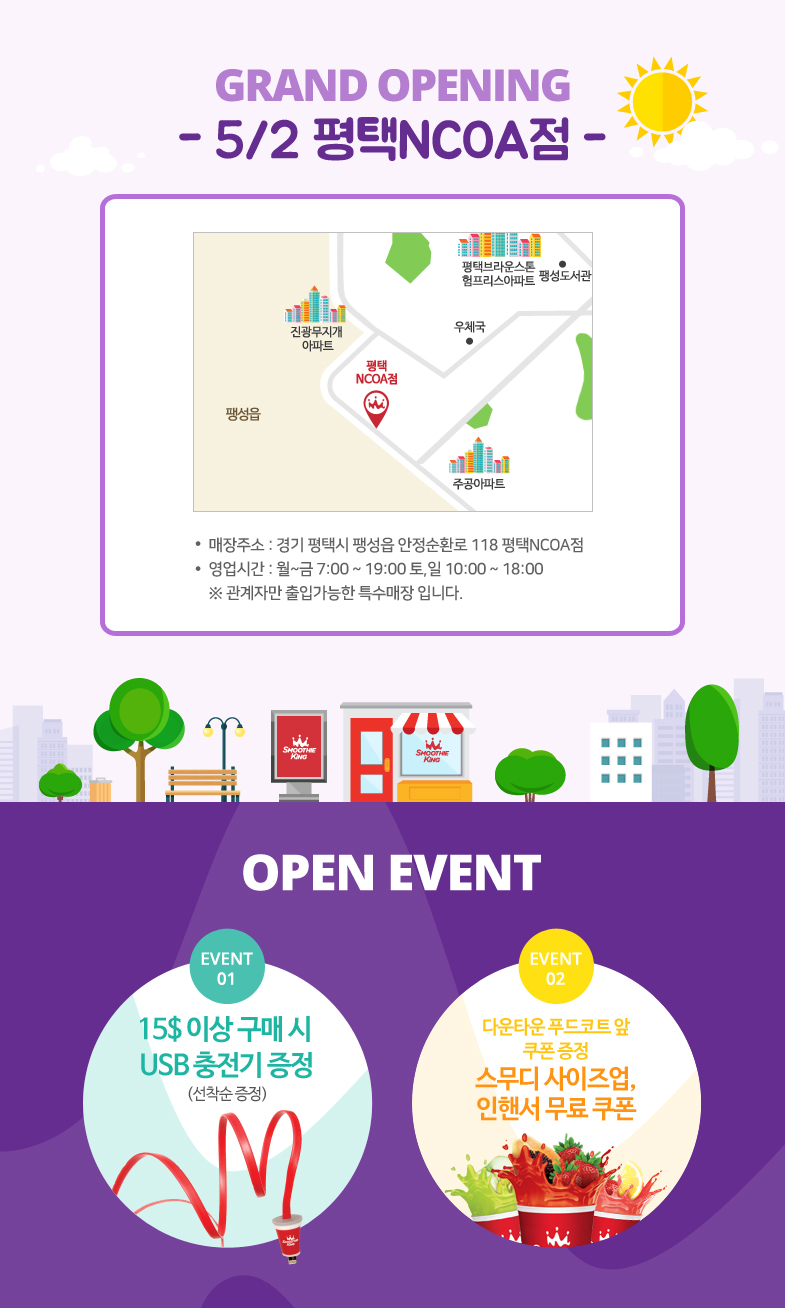 GRAND OPENING
- 5/2 평택NCOA점 -
평택브라운스톤
험프리스아파트
팽성도서관
진광무지개
아파트
우체국
평택
NCOA점
팽성읍
주공아파트
• 매장주소 : 경기 평택시 팽성읍 안정순환로 118 평택NCOA점
• 영업시간 : 월~금 7:00 ~ 19:00 토,일 10:00 ~ 18:00
※ 관계자만 출입가능한 특수매장 입니다.
SMOOTHIE
KING
SMOOTHIE
KING
OPEN EVENT
EVENT
01
15$ 이상 구매 시
USB 충전기 증정
(선착순 증정)
SMOOTHIE
KING
EVENT
02
다운타운 푸드코트 앞
쿠폰 증정
스무디 사이즈업,
인핸서 무료 쿠폰